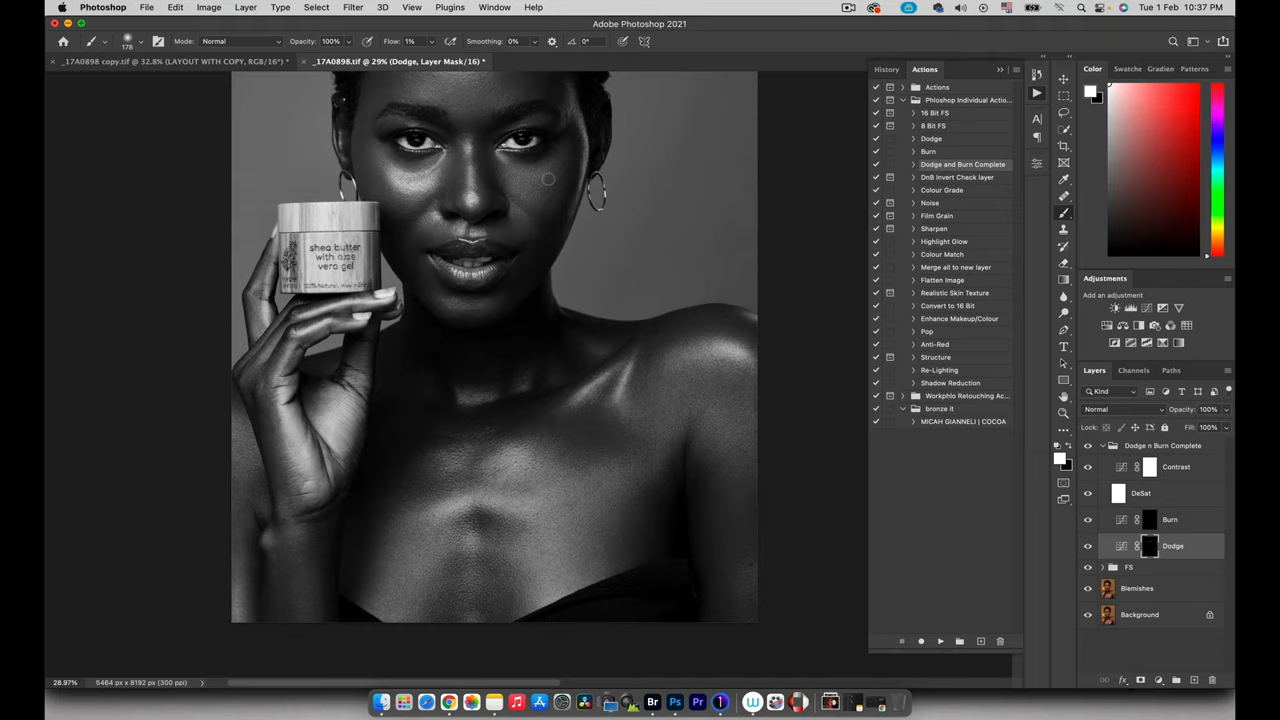 Photoshop File Edit Image Layer Type Select Filter 3D View Plugins Window Help Tue 1 Feb 10:37 PM
Adobe Photoshop 2021
178 Mode: Normal Opacity: 100% Flow: 1% Smoothing: 0% 0°
_17A0898 copy.tif @ 32.8% (LAYOUT WITH COPY, RGB/16*) * _17A0898.tif @ 29% (Dodge, Layer Mask/16) *
History Actions
Actions
Phloshop Individual Actio...
16 Bit FS
8 Bit FS
Dodge
Burn
Dodge and Burn Complete
DnB Invert Check layer
Colour Grade
Noise
Film Grain
Sharpen
Highlight Glow
Colour Match
Merge all to new layer
Flatten Image
Realistic Skin Texture
Convert to 16 Bit
Enhance Makeup/Colour
Pop
Anti-Red
Structure
Re-Lighting
Shadow Reduction
Workphlo Retouching Ac...
bronze it
MICAH GIANNELI | COCOA
Color Swatche Gradien Patterns
Adjustments
Add an adjustment
Layers Channels Paths
Kind
Normal Opacity: 100%
Lock: Fill: 100%
Dodge n Burn Complete
Contrast
DeSat
Burn
Dodge
FS
Blemishes
Background
shea butter
with aloe
vera gel
28.97% 5464 px x 8192 px (300 ppi)